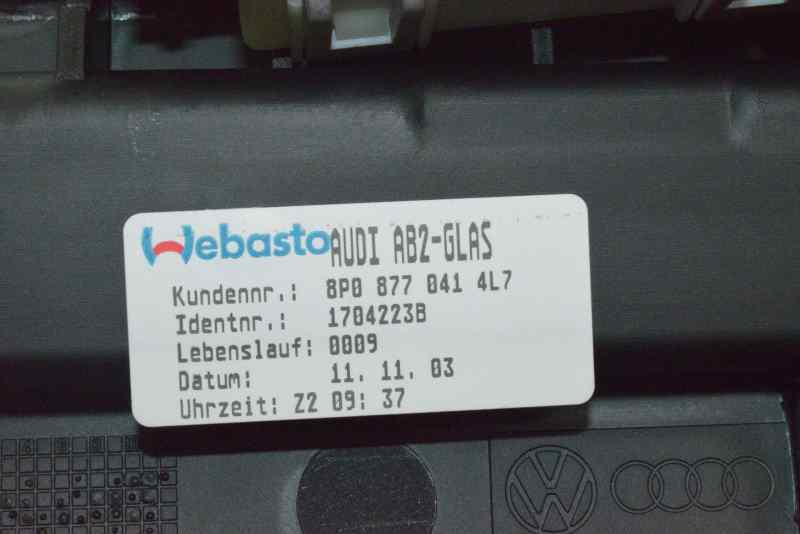 Webasto AUDI AB2-GLAS
Kundennr.: 8P0 877 041 4L7
Identnr.: 1704223B
Lebenslauf: 0009
Datum: 11. 11. 03
Uhrzeit: Z2 09: 37
VW